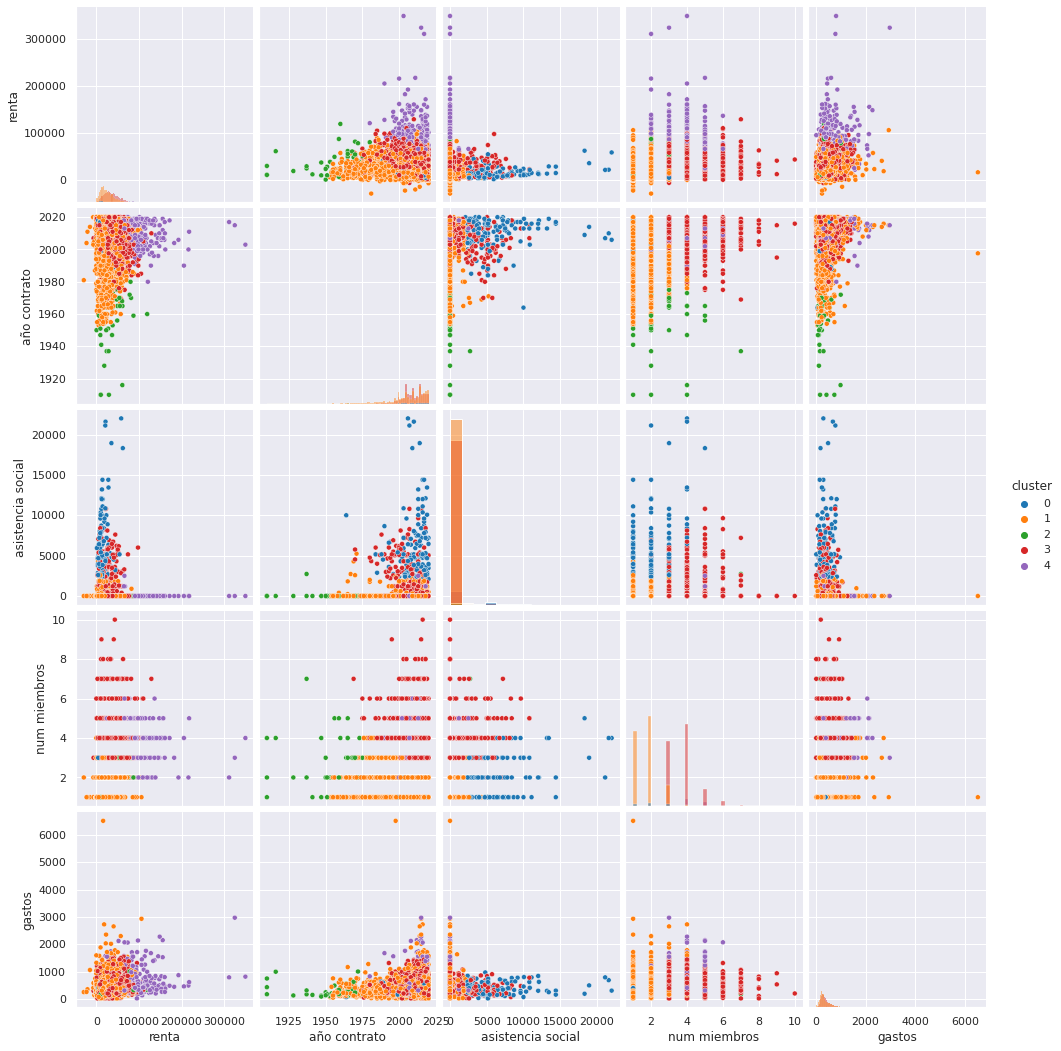 300000
200000
100000
0
renta
2020
2000
1980
1960
1940
1920
año contrato
20000
15000
10000
5000
0
asistencia social
10
8
6
4
2
num miembros
6000
5000
4000
3000
2000
1000
0
gastos
0 100000 200000 300000
renta
1925 1950 1975 2000 2025
año contrato
0 5000 10000 15000 20000
asistencia social
2 4 6 8 10
num miembros
0 2000 4000 6000
gastos
cluster
0
1
2
3
4